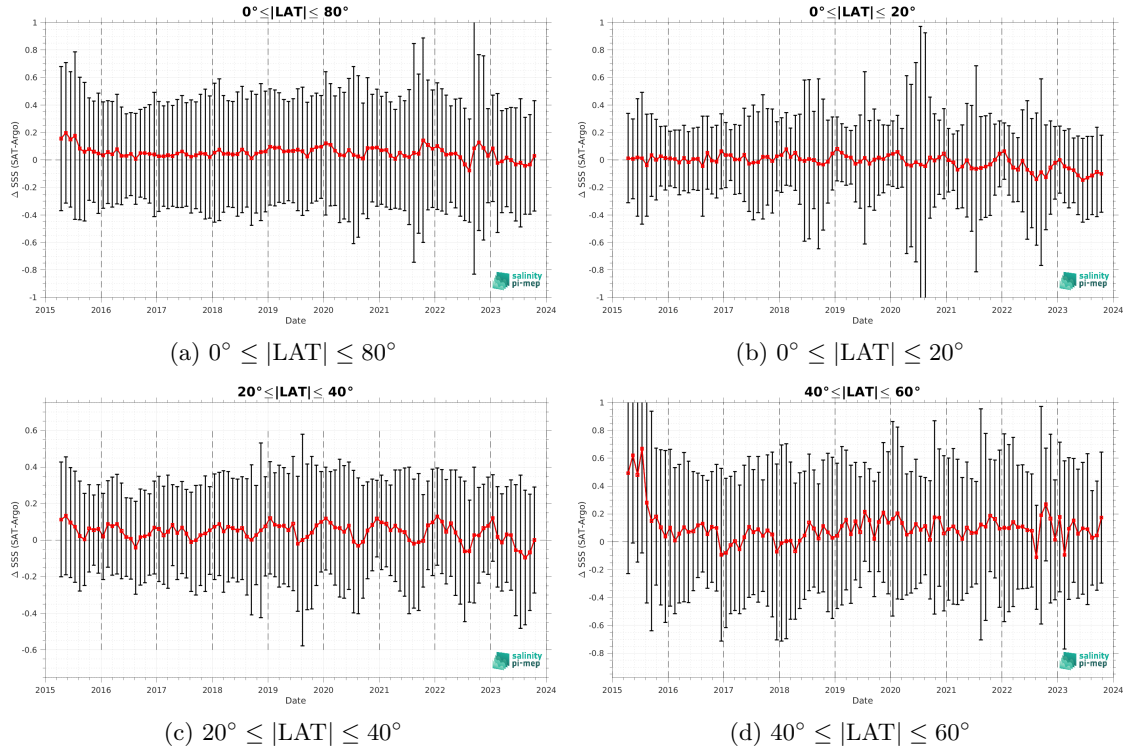 0°≤|LAT|≤ 80°
Δ SSS (SAT-Argo)
1
0.8
0.6
0.4
0.2
0
-0.2
-0.4
-0.6
-0.8
-1
2015 2016 2017 2018 2019 2020 2021 2022 2023 2024
Date
salinity
pi-mep
(a) 0° ≤ |LAT| ≤ 80°
0°≤|LAT|≤ 20°
Δ SSS (SAT-Argo)
1
0.8
0.6
0.4
0.2
0
-0.2
-0.4
-0.6
-0.8
-1
2015 2016 2017 2018 2019 2020 2021 2022 2023 2024
Date
salinity
pi-mep
(b) 0° ≤ |LAT| ≤ 20°
20°≤|LAT|≤ 40°
Δ SSS (SAT-Argo)
0.6
0.4
0.2
0
-0.2
-0.4
-0.6
2015 2016 2017 2018 2019 2020 2021 2022 2023 2024
Date
salinity
pi-mep
(c) 20° ≤ |LAT| ≤ 40°
40°≤|LAT|≤ 60°
Δ SSS (SAT-Argo)
1
0.8
0.6
0.4
0.2
0
-0.2
-0.4
-0.6
-0.8
2015 2016 2017 2018 2019 2020 2021 2022 2023 2024
Date
salinity
pi-mep
(d) 40° ≤ |LAT| ≤ 60°